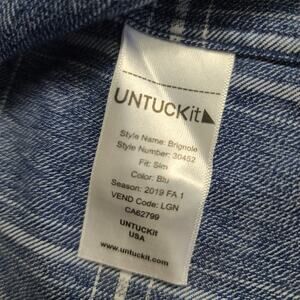 UNTUCKit
Style Name: Brignole
Style Number: 30452
Fit: Slm
Color: Blu
Season: 2019 FA 1
VEND Code: LGN
CA62799
UNTUCKit
USA
www.untuckit.com